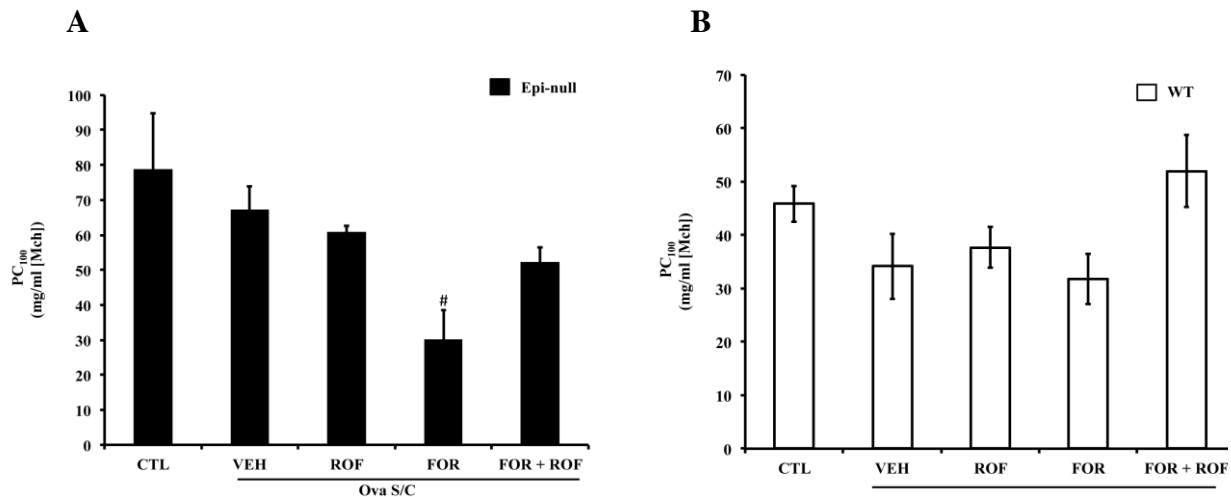 A
B
Epi-null
PC100
(mg/ml [Mch])
100
90
80
70
60
50
40
30
20
10
0
#
CTL VEH ROF FOR FOR + ROF
Ova S/C
WT
PC100
(mg/ml [Mch])
70
60
50
40
30
20
10
0
CTL VEH ROF FOR FOR + ROF